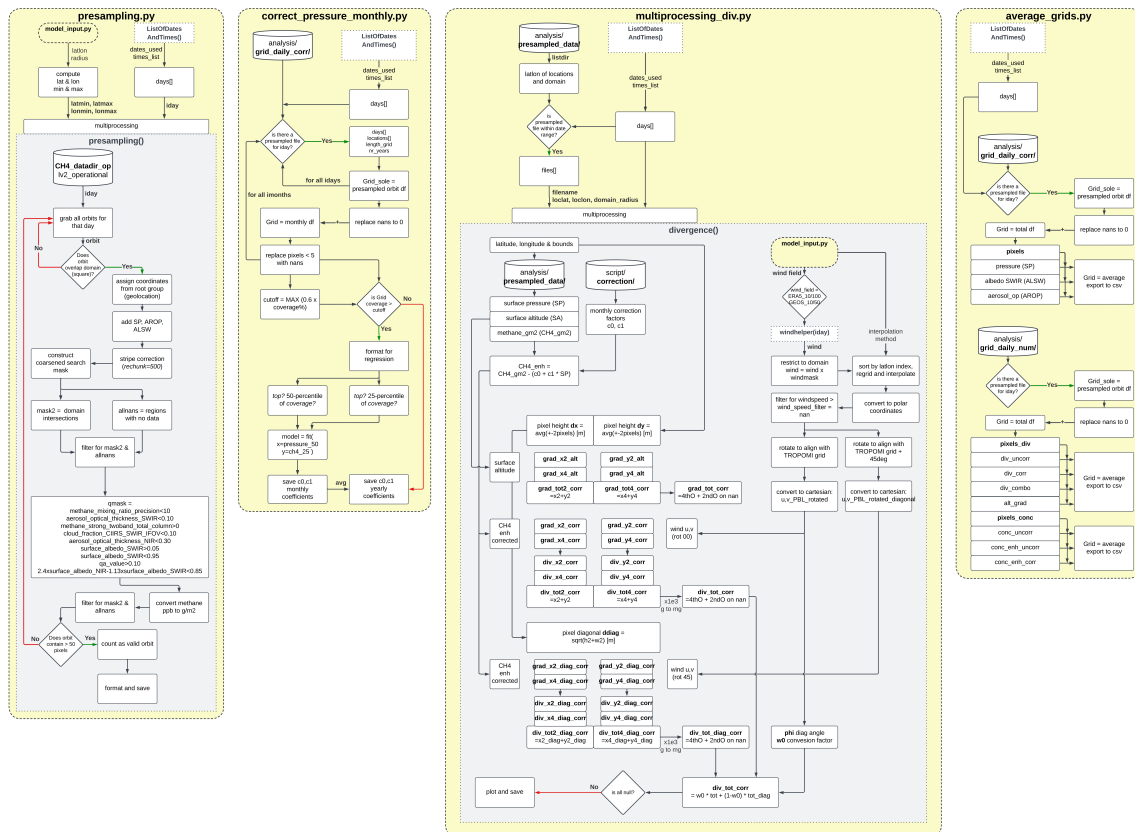 presampling.py
model_input.py
ListOfDates
AndTimes()
latlon
radius
dates_used
times_list
compute
lat & lon
min & max
days[]
latmin, latmax
lonmin, lonmax
iday
multiprocessing
presampling()
CH4_datadir_op
lv2_operational
iday
grab all orbits for
that day
orbit
No
Does
orbit
overlap domain
(square)?
Yes
assign coordinates
from root group
(geolocation)
add SP, AROP,
ALSW
construct
coarsened search
mask
stripe correction
(rechunk=500)
mask2 = domain
intersections
allnans = regions
with no data
filter for mask2 &
allnans
qmask =
methane_mixing_ratio_precision<10
aerosol_optical_thickness_SWIR<0.10
methane_strong_twoband_total_column>0
cloud_fraction_CIIRS_SWIR_IFOV<0.10
aerosol_optical_thickness_NIR<0.30
surface_albedo_SWIR>0.05
surface_albedo_SWIR<0.95
qa_value>0.10
2.4xsurface_albedo_NIR-1.13xsurface_albedo_SWIR<0.85
filter for mask2 &
allnans
convert methane
ppb to g/m2
No
Does orbit
contain > 50
pixels
Yes
count as valid orbit
format and save
correct_pressure_monthly.py
analysis/
grid_daily_corr/
ListOfDates
AndTimes()
dates_used
times_list
days[]
is there a
presampled file
for iday?
Yes
days[]
locations[]
length_grid
nr_years
for all idays
for all imonths
Grid_sole =
presampled orbit df
Grid = monthly df
+
replace nans to 0
replace pixels < 5
with nans
cutoff = MAX (0.6 x
coverage%)
is Grid
coverage >
cutoff
No
Yes
format for
regression
top? 50-percentile
of coverage?
top? 25-percentile
of coverage?
model = fit(
x=pressure_50
y=ch4_25 )
save c0,c1
monthly
coefficients
avg
save c0,c1
yearly
coefficients
multiprocessing_div.py
analysis/
presampled_data/
ListOfDates
AndTimes()
listdir
dates_used
times_list
latlon of locations
and domain
Is
presampled
file within date
range?
days[]
Yes
files[]
filename
loclat, loclon, domain_radius
multiprocessing
divergence()
latitude, longitude & bounds
model_input.py
analysis/
presampled_data/
script/
correction/
wind field
wind_field =
ERA5_10/100
GEOS_10/50
surface pressure (SP)
surface altitude (SA)
methane_gm2 (CH4_gm2)
monthly correction
factors
c0, c1
windhelper(iday)
interpolation
method
wind
CH4_enh =
CH4_gm2 - (c0 + c1 * SP)
restrict to domain
wind = wind x
windmask
sort by latlon index,
regrid and interpolate
filter for windspeed >
wind_speed_filter =
nan
convert to polar
coordinates
pixel height dx =
avg(+-2pixels) [m]
pixel height dy =
avg(+-2pixels) [m]
rotate to align with
TROPOMI grid
rotate to align with
TROPOMI grid +
45deg
surface
altitude
grad_x2_alt
grad_x4_alt
grad_tot2_corr
=x2+y2
grad_y2_alt
grad_y4_alt
grad_tot4_corr
=x4+y4
grad_tot_corr
=4thO + 2ndO on nan
convert to cartesian:
u,v_PBL_rotated
convert to cartesian:
u,v_PBL_rotated_diagonal
CH4
enh
corrected
grad_x2_corr
grad_x4_corr
grad_y2_corr
grad_y4_corr
wind u,v
(rot 00)
div_x2_corr
div_x4_corr
div_tot2_corr
=x2+y2
div_y2_corr
div_y4_corr
div_tot4_corr
=x4+y4
x1e3
g to mg
div_tot_corr
=4thO + 2ndO on nan
pixel diagonal ddiag =
sqrt(h2+w2) [m]
CH4
enh
corrected
grad_x2_diag_corr
grad_x4_diag_corr
grad_y2_diag_corr
grad_y4_diag_corr
wind u,v
(rot 45)
div_x2_diag_corr
div_x4_diag_corr
div_tot2_diag_corr
=x2_diag+y2_diag
div_y2_diag_corr
div_y4_diag_corr
div_tot4_diag_corr
=x4_diag+y4_diag
x1e3
g to mg
div_tot_diag_corr
=4thO + 2ndO on nan
phi diag angle
w0 convesion factor
plot and save
No
is all null?
div_tot_corr
= w0 * tot + (1-w0) * tot_diag
average_grids.py
ListOfDates
AndTimes()
dates_used
times_list
days[]
analysis/
grid_daily_corr/
is there a
presampled file
for iday?
Yes
Grid_sole =
presampled orbit df
Grid = total df
+
replace nans to 0
pixels
pressure (SP)
albedo SWIR (ALSW)
aerosol_op (AROP)
Grid = average
export to csv
analysis/
grid_daily_num/
is there a
presampled file
for iday?
Yes
Grid_sole =
presampled orbit df
Grid = total df
+
replace nans to 0
pixels_div
div_uncorr
div_corr
div_combo
alt_grad
Grid = average
export to csv
pixels_conc
conc_uncorr
conc_enh_uncorr
conc_enh_corr
Grid = average
export to csv